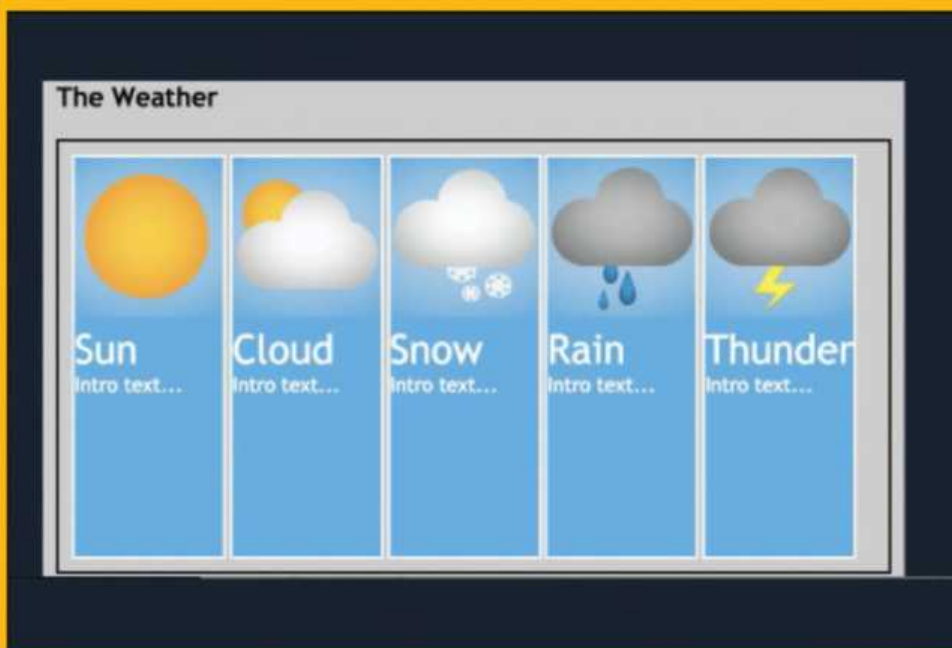 The Weather
Sun
Intro text...
Cloud
Intro text...
Snow
Intro text...
Rain
Intro text...
Thunder
Intro text...